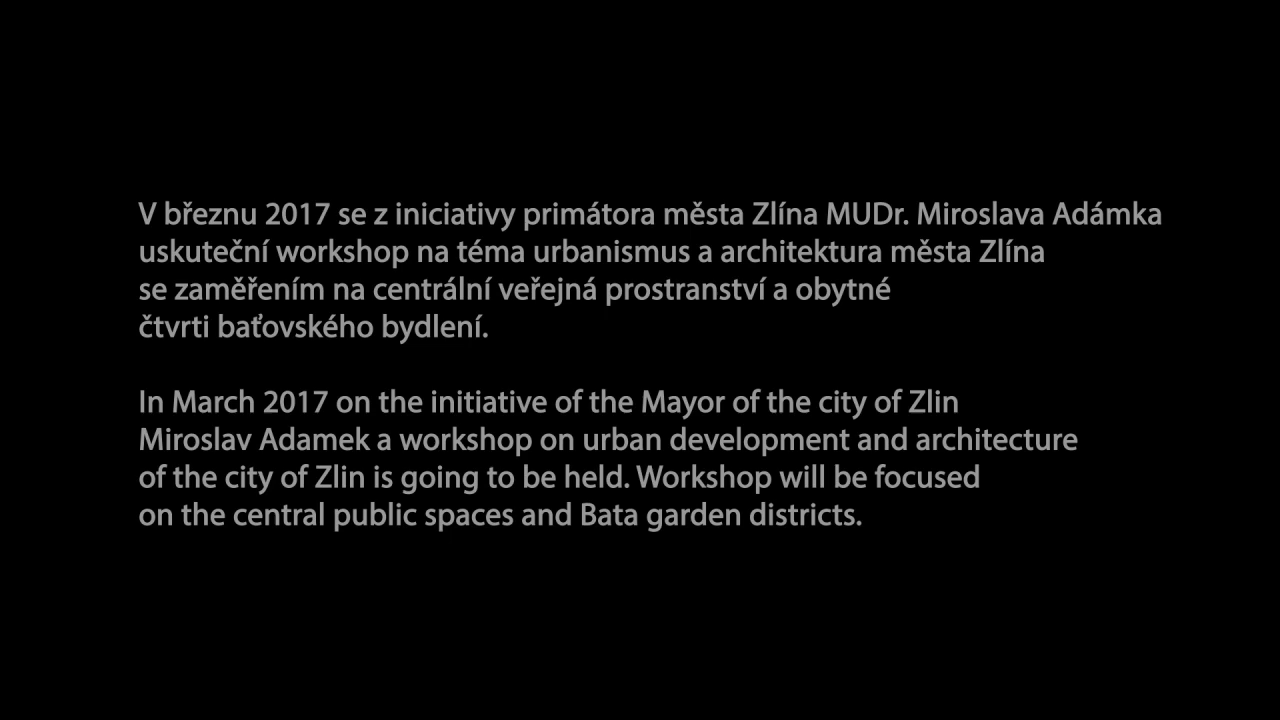 V březnu 2017 se z iniciativy primátora města Zlína MUDr. Miroslava Adámka
uskuteční workshop na téma urbanismus a architektura města Zlína
se zaměřením na centrální veřejná prostranství a obytné
čtvrti baťovského bydlení.
In March 2017 on the initiative of the Mayor of the city of Zlin
Miroslav Adamek a workshop on urban development and architecture
of the city of Zlin is going to be held. Workshop will be focused
on the central public spaces and Bata garden districts.